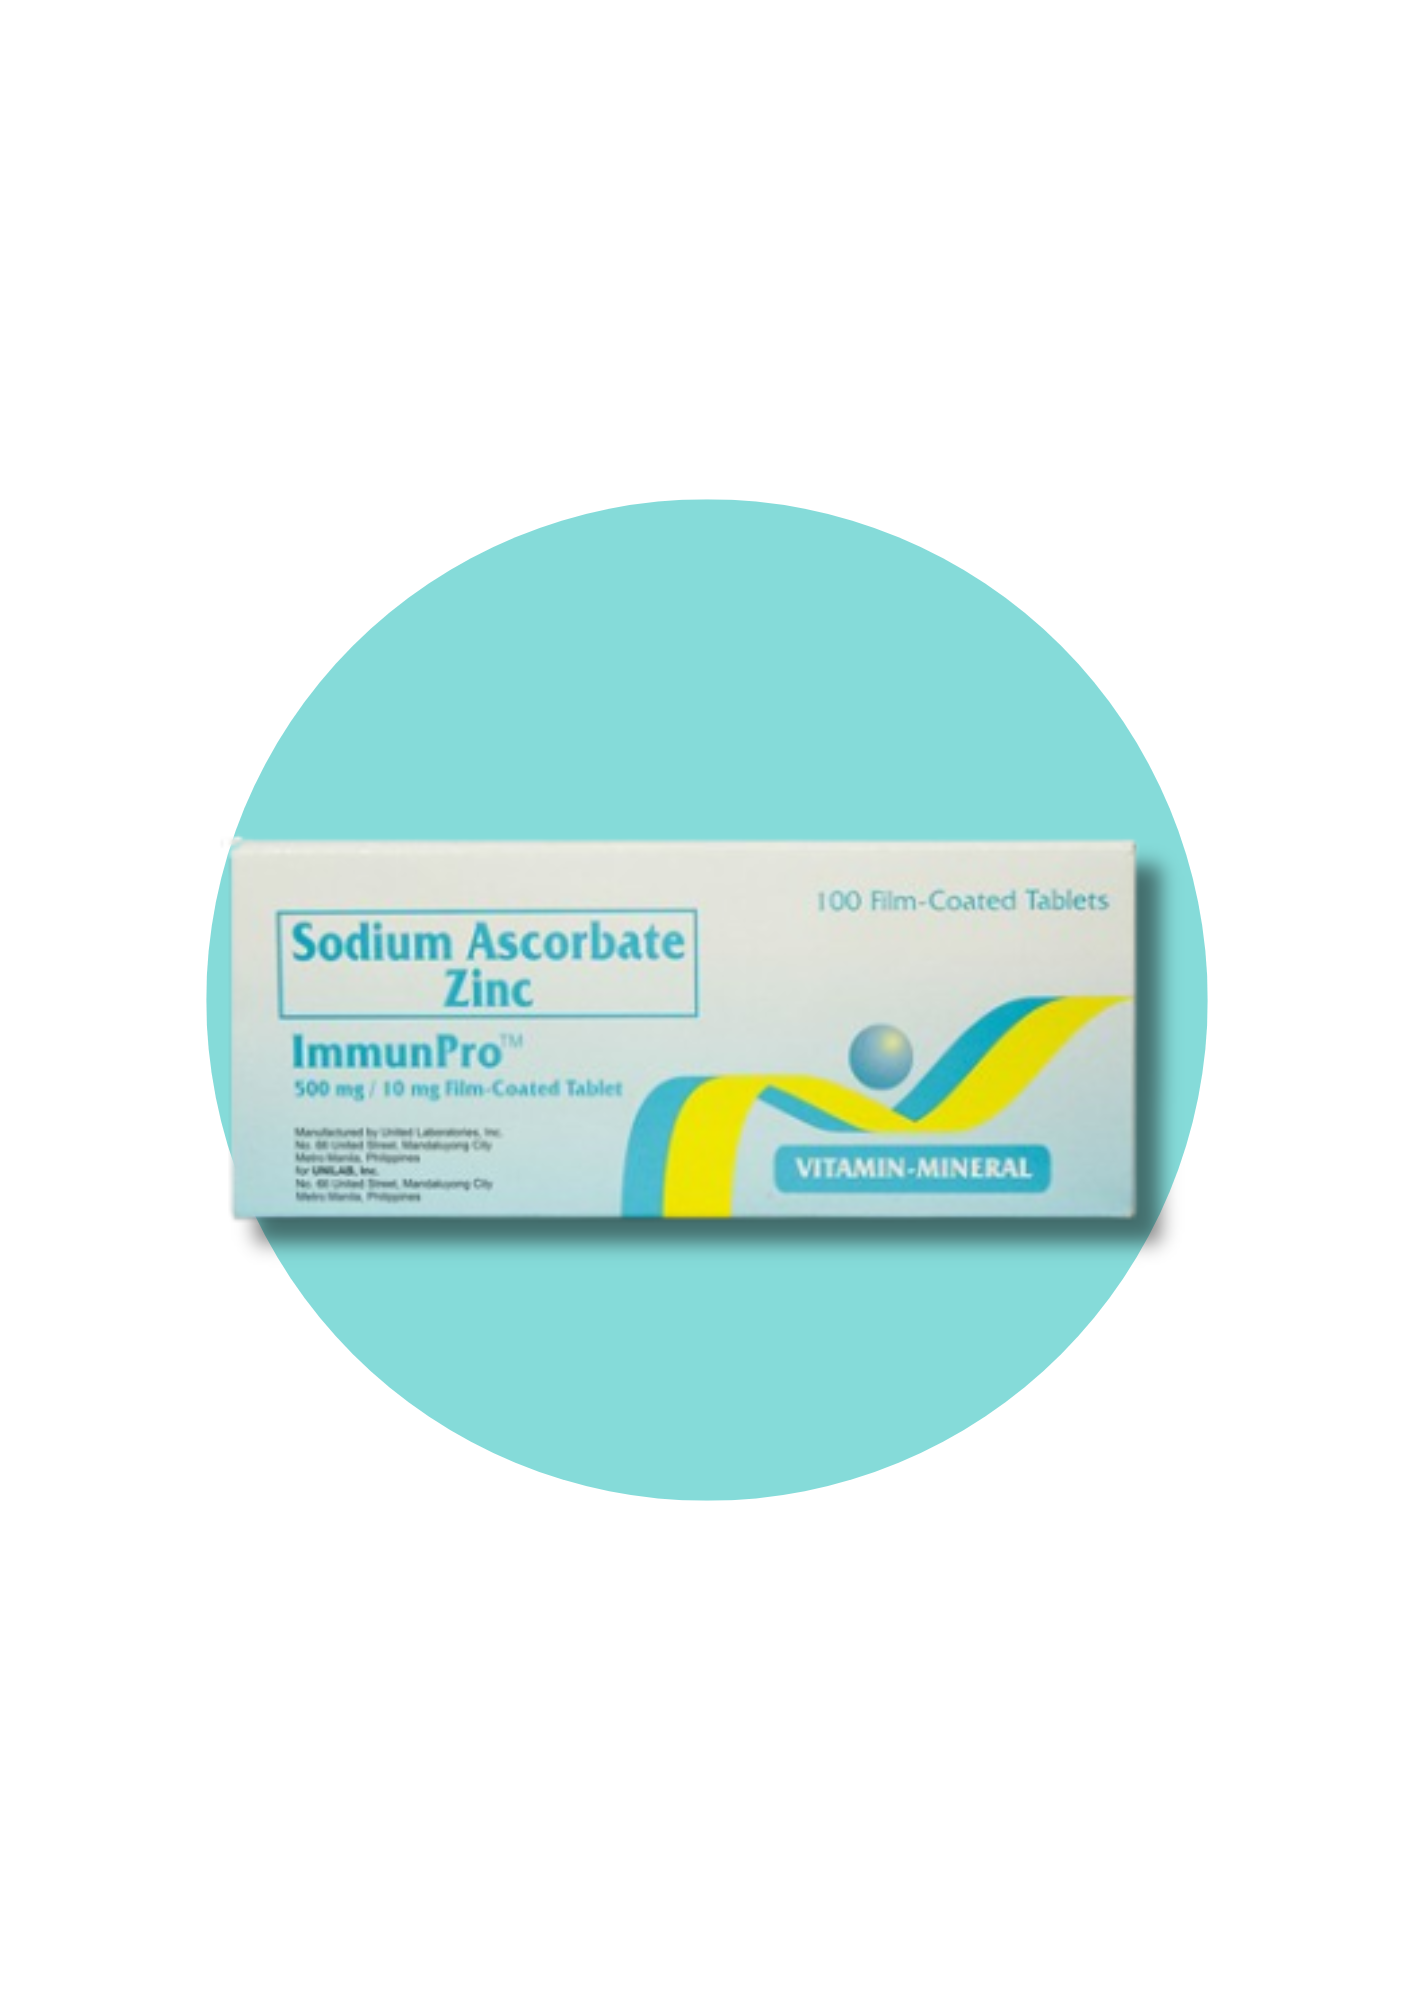 100 Film-Coated Tablets
Sodium Ascorbate
Zinc
ImmunPro™
500 mg / 10 mg Film-Coated Tablet
Manufactured by United Laboratories, Inc.
No. 66 United Street, Mandaluyong City
Metro Manila, Philippines
for UNILAB, Inc.
No. 66 United Street, Mandaluyong City
Metro Manila, Philippines
VITAMIN-MINERAL